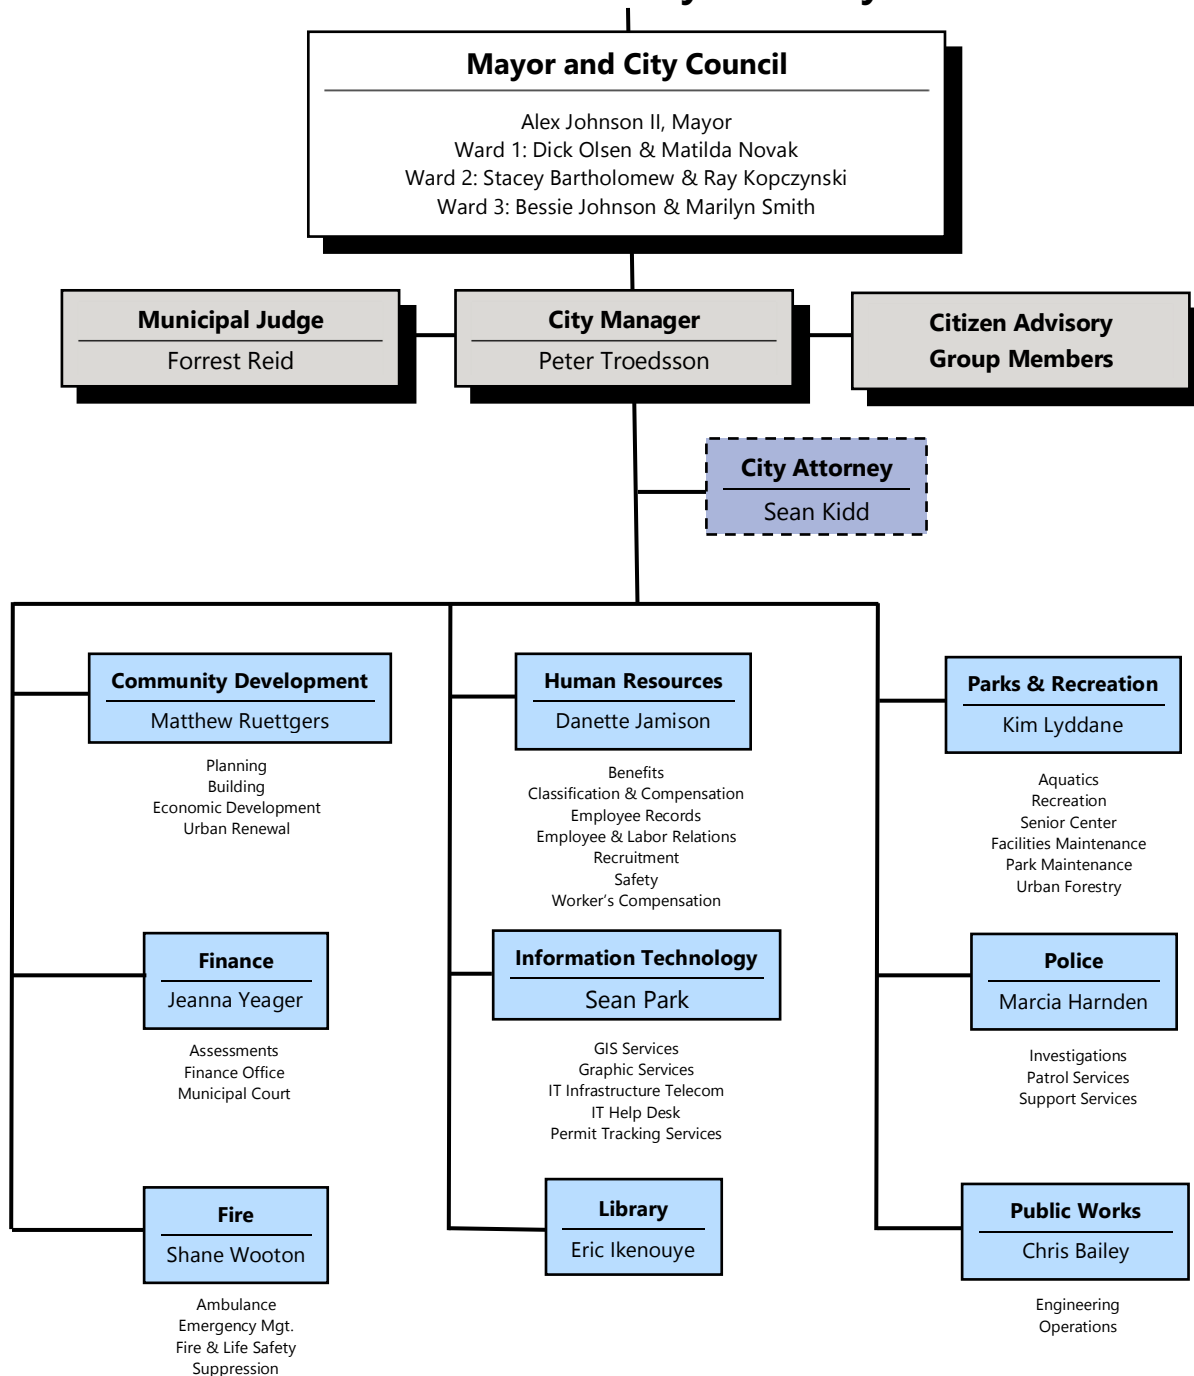 Mayor and City Council
Alex Johnson II, Mayor
Ward 1: Dick Olsen & Matilda Novak
Ward 2: Stacey Bartholomew & Ray Kopczynski
Ward 3: Bessie Johnson & Marilyn Smith
Municipal Judge
Forrest Reid
City Manager
Peter Troedsson
Citizen Advisory
Group Members
City Attorney
Sean Kidd
Community Development
Matthew Ruettgers
Planning
Building
Economic Development
Urban Renewal
Human Resources
Danette Jamison
Benefits
Classification & Compensation
Employee Records
Employee & Labor Relations
Recruitment
Safety
Worker’s Compensation
Parks & Recreation
Kim Lyddane
Aquatics
Recreation
Senior Center
Facilities Maintenance
Park Maintenance
Urban Forestry
Finance
Jeanna Yeager
Assessments
Finance Office
Municipal Court
Information Technology
Sean Park
GIS Services
Graphic Services
IT Infrastructure Telecom
IT Help Desk
Permit Tracking Services
Police
Marcia Harnden
Investigations
Patrol Services
Support Services
Fire
Shane Wooton
Ambulance
Emergency Mgt.
Fire & Life Safety
Suppression
Library
Eric Ikenouye
Public Works
Chris Bailey
Engineering
Operations